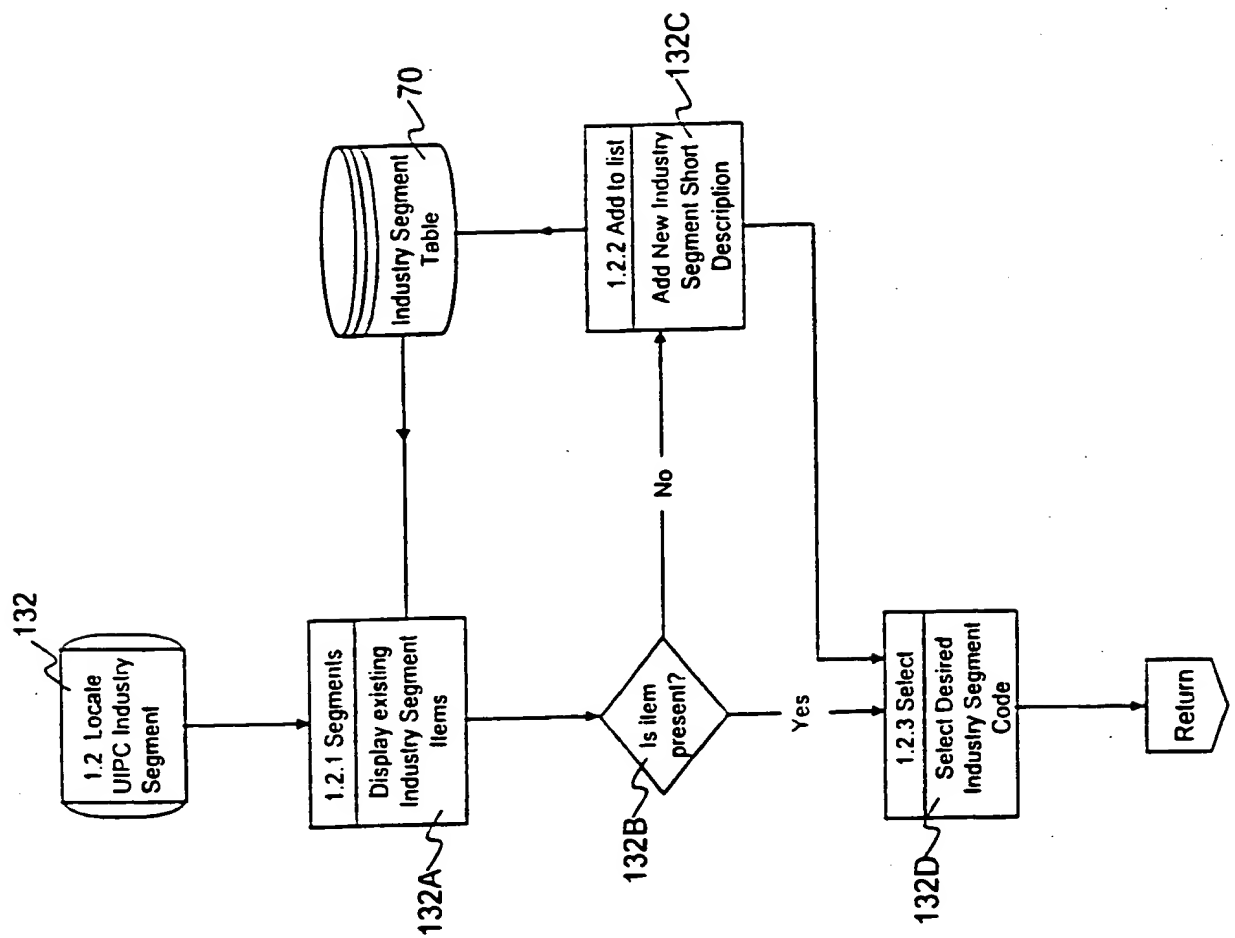 132
1.2 Locate
UIPC Industry
Segment
1.2.1 Segments
Display existing
Industry Segment
Items
132A
70
Industry Segment
Table
Is item
present?
132B
No
Yes
1.2.2 Add to list
Add New Industry
Segment Short
Description
132C
1.2.3 Select
Select Desired
Industry Segment
Code
132D
Return